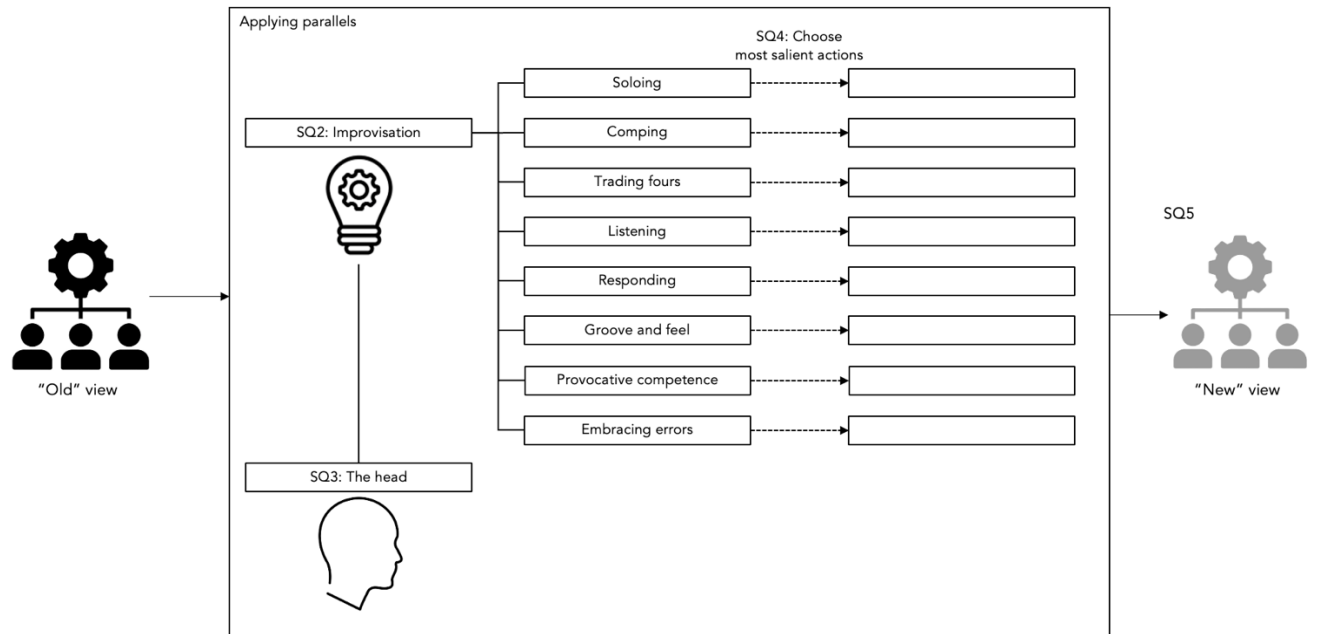 Applying parallels
SQ4: Choose
most salient actions
Soloing
SQ2: Improvisation
Comping
Trading fours
Listening
Responding
Groove and feel
Provocative competence
Embracing errors
SQ3: The head
"Old" view
SQ5
"New" view